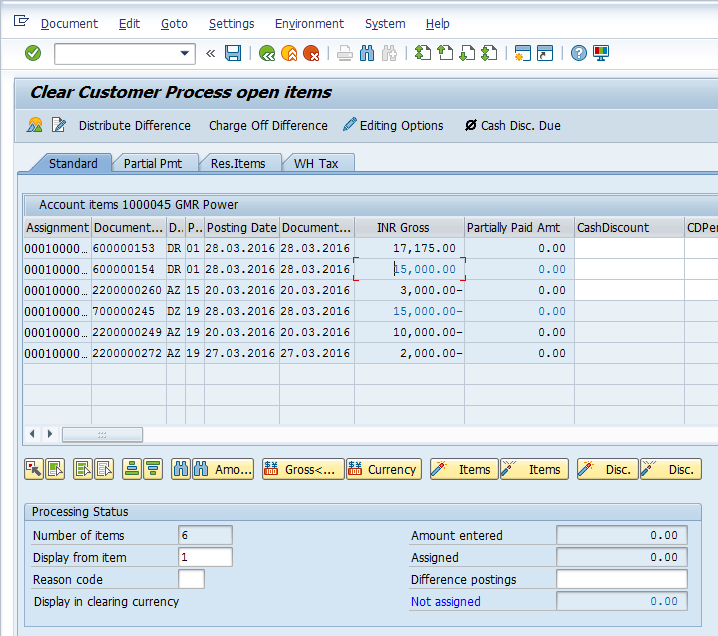 Document Edit Goto Settings Environment System Help
Clear Customer Process open items
Distribute Difference Charge Off Difference Editing Options Cash Disc. Due
Standard Partial Pmt Res.Items WH Tax
Account items 1000045 GMR Power
Assignment Document... D.. P.. Posting Date Document... INR Gross Partially Paid Amt CashDiscount CDPer
00010000... 600000153 DR 01 28.03.2016 28.03.2016 17,175.00 0.00
00010000... 600000154 DR 01 28.03.2016 28.03.2016 15,000.00 0.00
00010000... 2200000260 AZ 15 20.03.2016 20.03.2016 3,000.00- 0.00
00010000... 700000245 DZ 19 28.03.2016 28.03.2016 15,000.00- 0.00
00010000... 2200000249 AZ 19 20.03.2016 20.03.2016 10,000.00- 0.00
00010000... 2200000272 AZ 19 27.03.2016 27.03.2016 2,000.00- 0.00
Amo... Gross<... Currency Items Items Disc. Disc.
Processing Status
Number of items 6 Amount entered 0.00
Display from item 1 Assigned 0.00
Reason code Difference postings
Display in clearing currency Not assigned 0.00